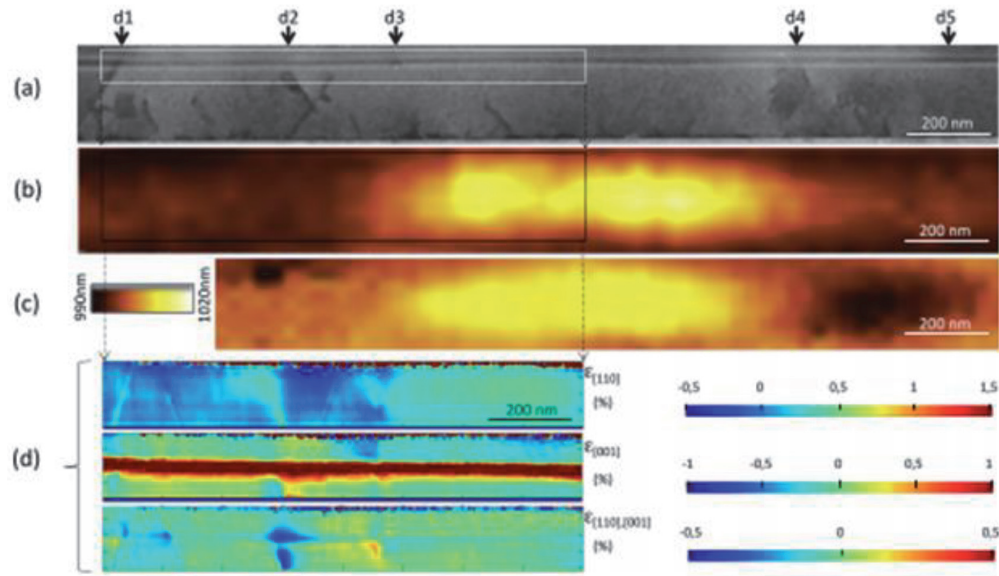 d1 d2 d3 d4 d5
(a)
200 nm
(b)
200 nm
(c)
990nm
1020nm
200 nm
(d)
ε[110]
(%)
200 nm
-0,5 0 0,5 1 1,5
ε[001]
(%)
-1 -0,5 0 0,5 1
ε[110],[001]
(%)
-0,5 0 0,5